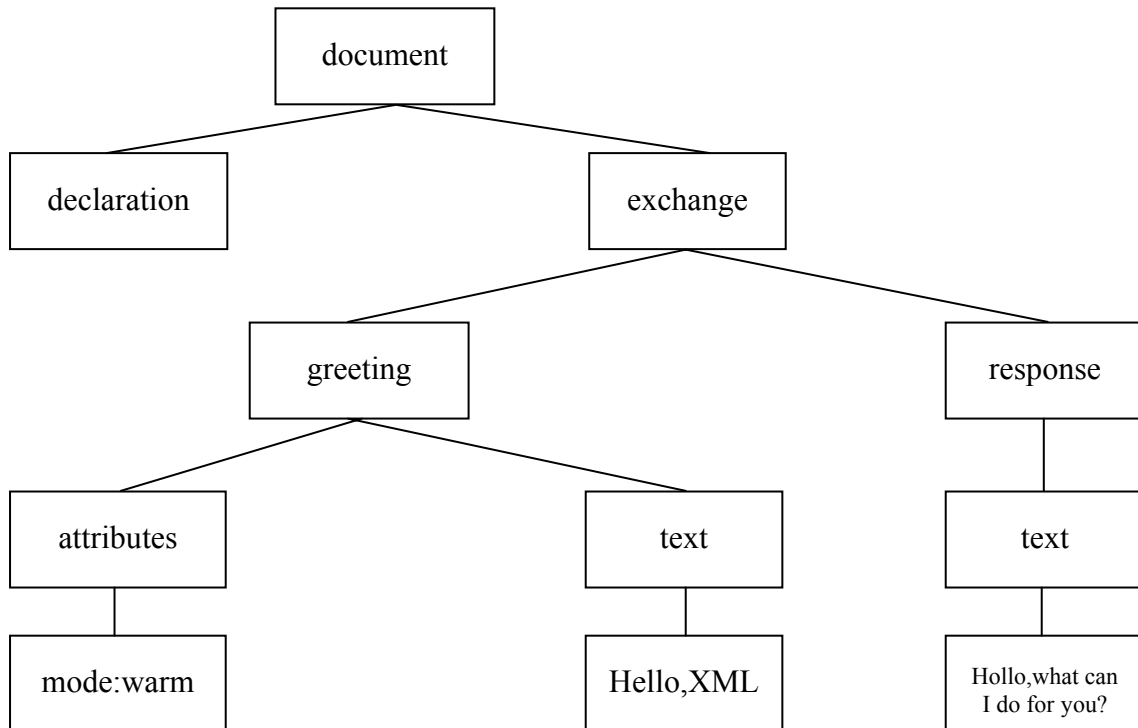 document
declaration
exchange
greeting
response
attributes
text
text
mode:warm
Hello,XML
Hollo,what can
I do for you?